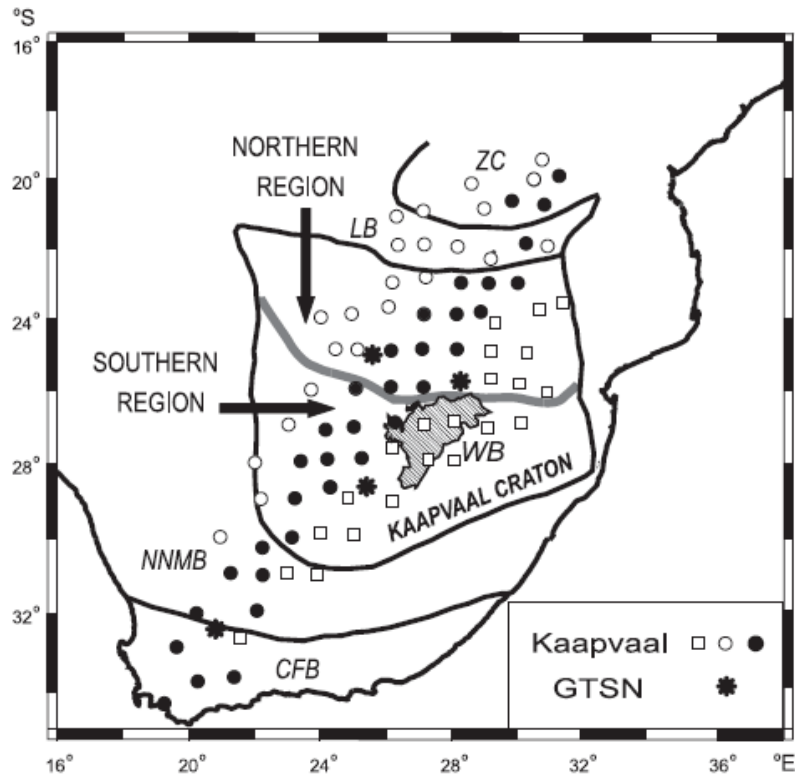 °S
16°
ZC
NORTHERN
REGION
20°
LB
24°
SOUTHERN
REGION
WB
28°
KAAPVAAL CRATON
NNMB
32°
Kaapvaal
CFB
GTSN
16°
20°
24°
28°
32°
36°
°E